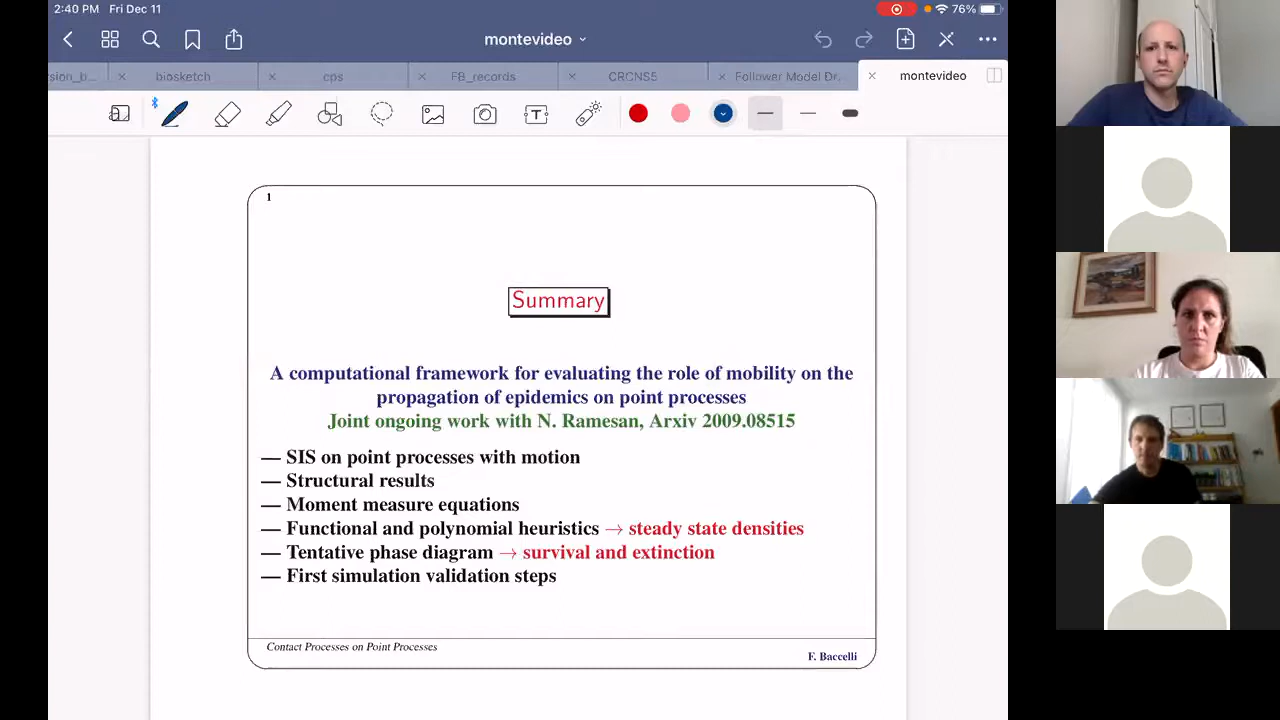 2:40 PM Fri Dec 11
76%
montevideo
rsion_b...
biosketch
cps
FB_records
CRCNS5
Follower Model Dr...
montevideo
T
1
Summary
A computational framework for evaluating the role of mobility on the
propagation of epidemics on point processes
Joint ongoing work with N. Ramesan, Arxiv 2009.08515
— SIS on point processes with motion
— Structural results
— Moment measure equations
— Functional and polynomial heuristics → steady state densities
— Tentative phase diagram → survival and extinction
— First simulation validation steps
Contact Processes on Point Processes
F. Baccelli